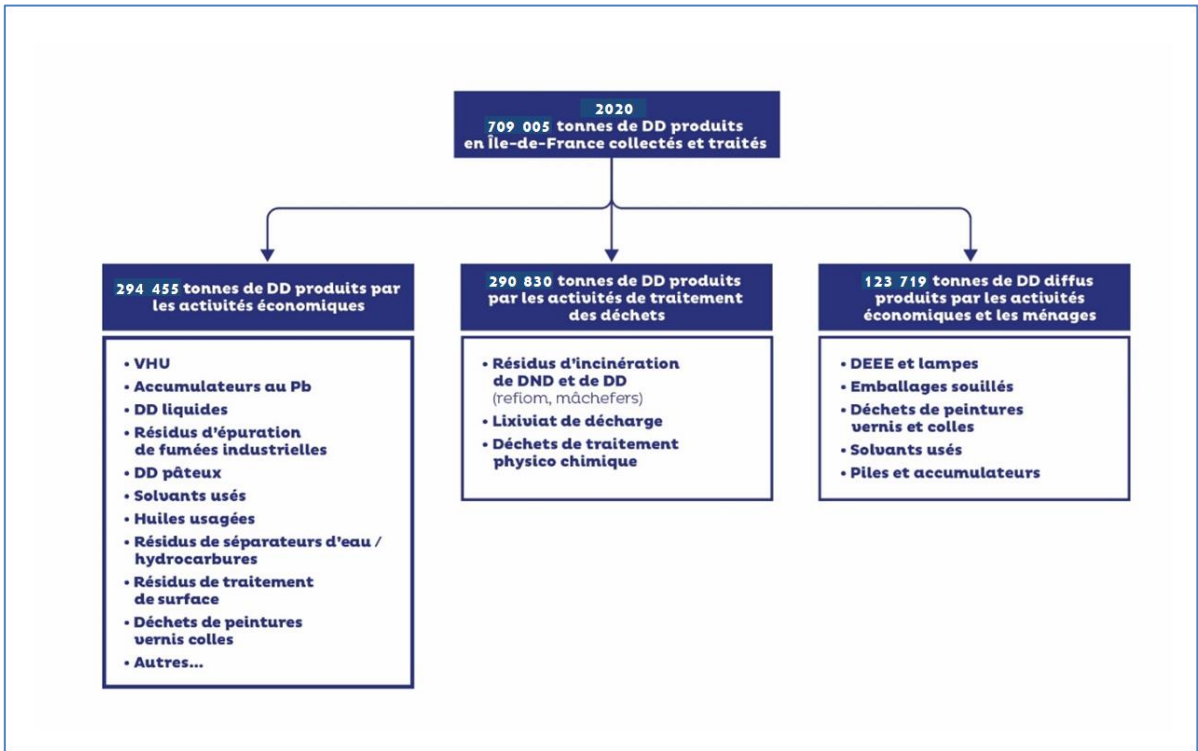 2020
709 005 tonnes de DD produits
en Île-de-France collectés et traités
294 455 tonnes de DD produits par
les activités économiques
• VHU
• Accumulateurs au Pb
• DD liquides
• Résidus d'épuration
de fumées industrielles
• DD pâteux
• Solvants usés
• Huiles usagées
• Résidus de séparateurs d'eau /
hydrocarbures
• Résidus de traitement
de surface
• Déchets de peintures
vernis colles
• Autres...
290 830 tonnes de DD produits
par les activités de traitement
des déchets
• Résidus d'incinération
de DND et de DD
(refiom, mâchefers)
• Lixiviat de décharge
• Déchets de traitement
physico chimique
123 719 tonnes de DD diffus
produits par les activités
économiques et les ménages
• DEEE et lampes
• Emballages souillés
• Déchets de peintures
vernis et colles
• Solvants usés
• Piles et accumulateurs